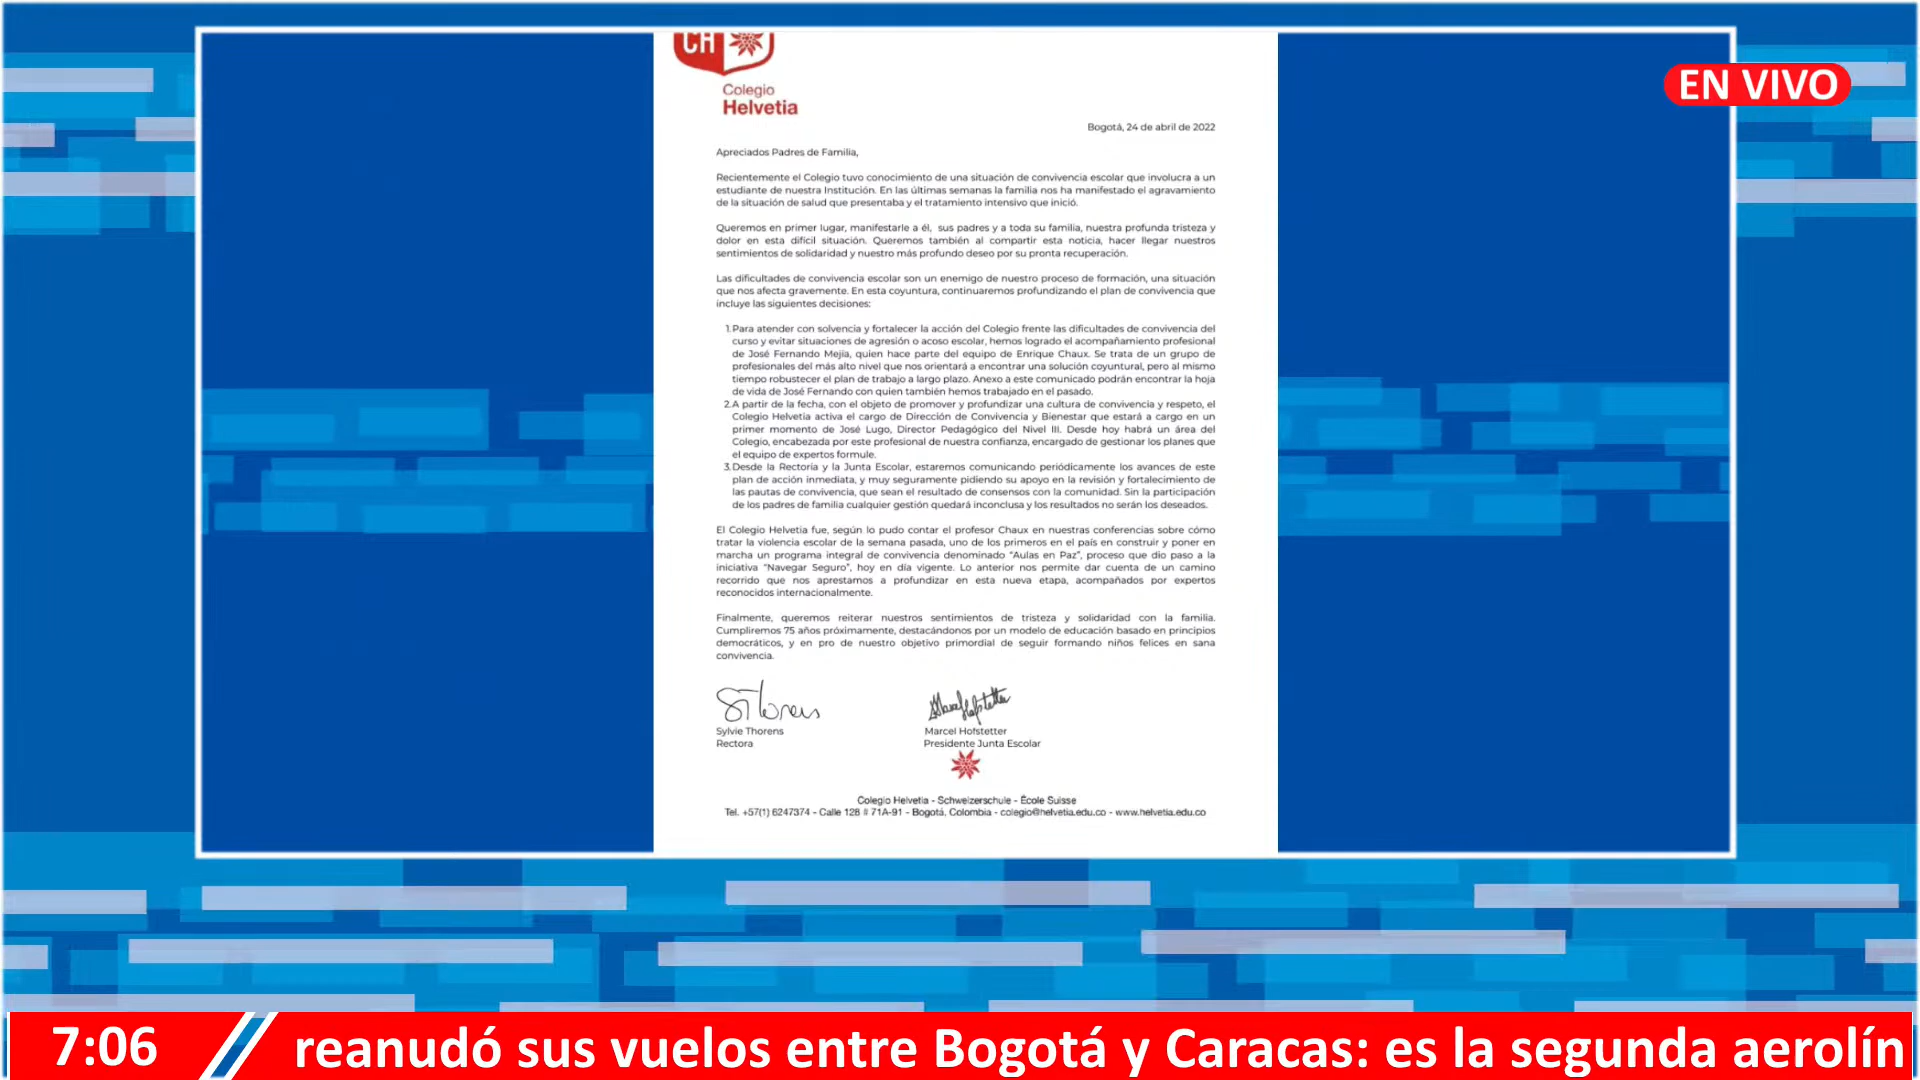 CH
Colegio
Helvetia
EN VIVO
Bogotá, 24 de abril de 2022
Apreciados Padres de Familia,
Recientemente el Colegio tuvo conocimiento de una situación de convivencia escolar que involucra a un
estudiante de nuestra Institución. En las últimas semanas la familia nos ha manifestado el agravamiento
de la situación de salud que presentaba y el tratamiento intensivo que inició.
Queremos en primer lugar, manifestarle a él, sus padres y a toda su familia, nuestra profunda tristeza y
dolor en esta difícil situación. Queremos también al compartir esta noticia, hacer llegar nuestros
sentimientos de solidaridad y nuestro más profundo deseo por su pronta recuperación.
Las dificultades de convivencia escolar son un enemigo de nuestro proceso de formación, una situación
que nos afecta gravemente. En esta coyuntura, continuaremos profundizando el plan de convivencia que
incluye las siguientes decisiones:
1. Para atender con solvencia y fortalecer la acción del Colegio frente las dificultades de convivencia del
curso y evitar situaciones de agresión o acoso escolar, hemos logrado el acompañamiento profesional
de José Fernando Mejía, quien hace parte del equipo de Enrique Chaux. Se trata de un grupo de
profesionales del más alto nivel que nos orientará a encontrar una solución coyuntural, pero al mismo
tiempo robustecer el plan de trabajo a largo plazo. Anexo a este comunicado podrán encontrar la hoja
de vida de José Fernando con quien también hemos trabajado en el pasado.
2. A partir de la fecha, con el objeto de promover y profundizar una cultura de convivencia y respeto, el
Colegio Helvetia activa el cargo de Dirección de Convivencia y Bienestar que estará a cargo en un
primer momento de José Lugo, Director Pedagógico del Nivel III. Desde hoy habrá un área del
Colegio, encabezada por este profesional de nuestra confianza, encargado de gestionar los planes que
el equipo de expertos formule.
3. Desde la Rectoría y la Junta Escolar, estaremos comunicando periódicamente los avances de este
plan de acción inmediata, y muy seguramente pidiendo su apoyo en la revisión y fortalecimiento de
las pautas de convivencia, que sean el resultado de consensos con la comunidad. Sin la participación
de los padres de familia cualquier gestión quedará inconclusa y los resultados no serán los deseados.
El Colegio Helvetia fue, según lo pudo contar el profesor Chaux en nuestras conferencias sobre cómo
tratar la violencia escolar de la semana pasada, uno de los primeros en el país en construir y poner en
marcha un programa integral de convivencia denominado “Aulas en Paz”, proceso que dio paso a la
iniciativa “Navegar Seguro”, hoy en día vigente. Lo anterior nos permite dar cuenta de un camino
recorrido que nos aprestamos a profundizar en esta nueva etapa, acompañados por expertos
reconocidos internacionalmente.
Finalmente, queremos reiterar nuestros sentimientos de tristeza y solidaridad con la familia.
Cumpliremos 75 años próximamente, destacándonos por un modelo de educación basado en principios
democráticos, y en pro de nuestro objetivo primordial de seguir formando niños felices en sana
convivencia.
SThorens
Marcel Hofstetter
Sylvie Thorens
Marcel Hofstetter
Rectora
Presidente Junta Escolar
Colegio Helvetia - Schweizerschule - École Suisse
Tel. +57(1) 6247374 - Calle 128 # 71A-91 - Bogotá, Colombia - colegio@helvetia.edu.co - www.helvetia.edu.co
7:06
reanudó sus vuelos entre Bogotá y Caracas: es la segunda aerolín